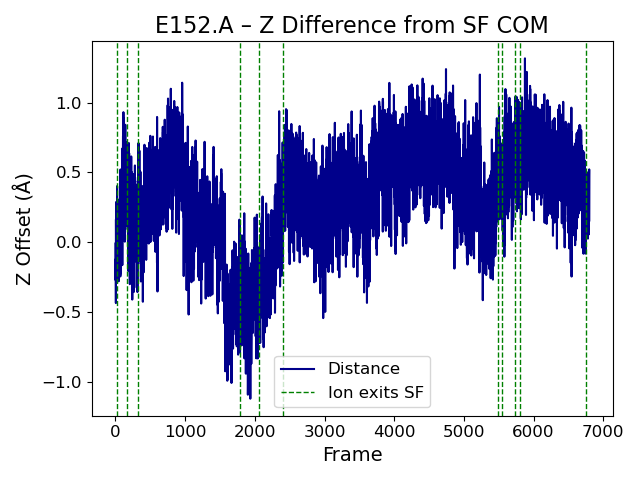 E152.A – Z Difference from SF COM
Z Offset (Å)
1.0
0.5
0.0
−0.5
−1.0
Distance
Ion exits SF
0 1000 2000 3000 4000 5000 6000 7000
Frame